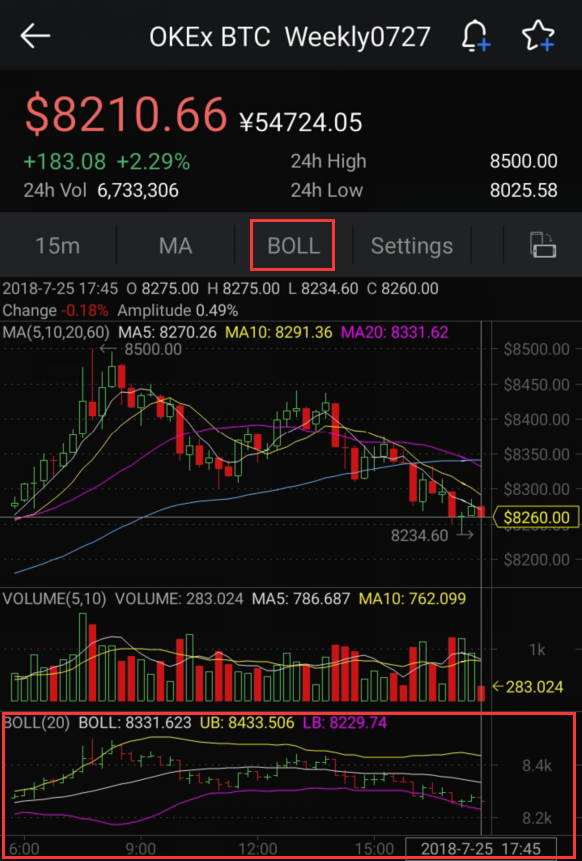 OKEx BTC Weekly0727
$8210.66 ¥54724.05
+183.08 +2.29% 24h High 8500.00
24h Vol 6,733,306 24h Low 8025.58
15m MA BOLL Settings
2018-7-25 17:45 O 8275.00 H 8275.00 L 8234.60 C 8260.00
Change -0.18% Amplitude 0.49%
MA(5,10,20,60) MA5: 8270.26 MA10: 8291.36 MA20: 8331.62
8500.00 $8500.00
$8450.00
$8400.00
$8350.00
$8300.00
$8260.00
8234.60
$8200.00
VOLUME(5,10) VOLUME: 283.024 MA5: 786.687 MA10: 762.099
1k
283.024
BOLL(20) BOLL: 8331.623 UB: 8433.506 LB: 8229.74
8.4k
8.2k
6:00 9:00 12:00 15:00 2018-7-25 17:45